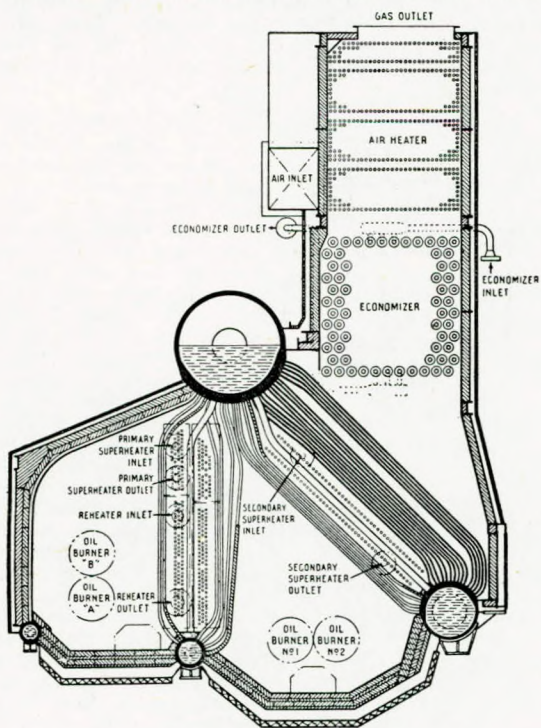 GAS OUTLET
AIR HEATER
AIR INLET
ECONOMIZER OUTLET
ECONOMIZER
INLET
ECONOMIZER
PRIMARY
SUPERHEATER
INLET
PRIMARY
SUPERHEATER OUTLET
REHEATER INLET
SECONDARY
SUPERHEATER
INLET
SECONDARY
SUPERHEATER
OUTLET
OIL
BURNER
"B"
OIL
BURNER
"A"
REHEATER
OUTLET
OIL
BURNER
Nº1
OIL
BURNER
Nº2